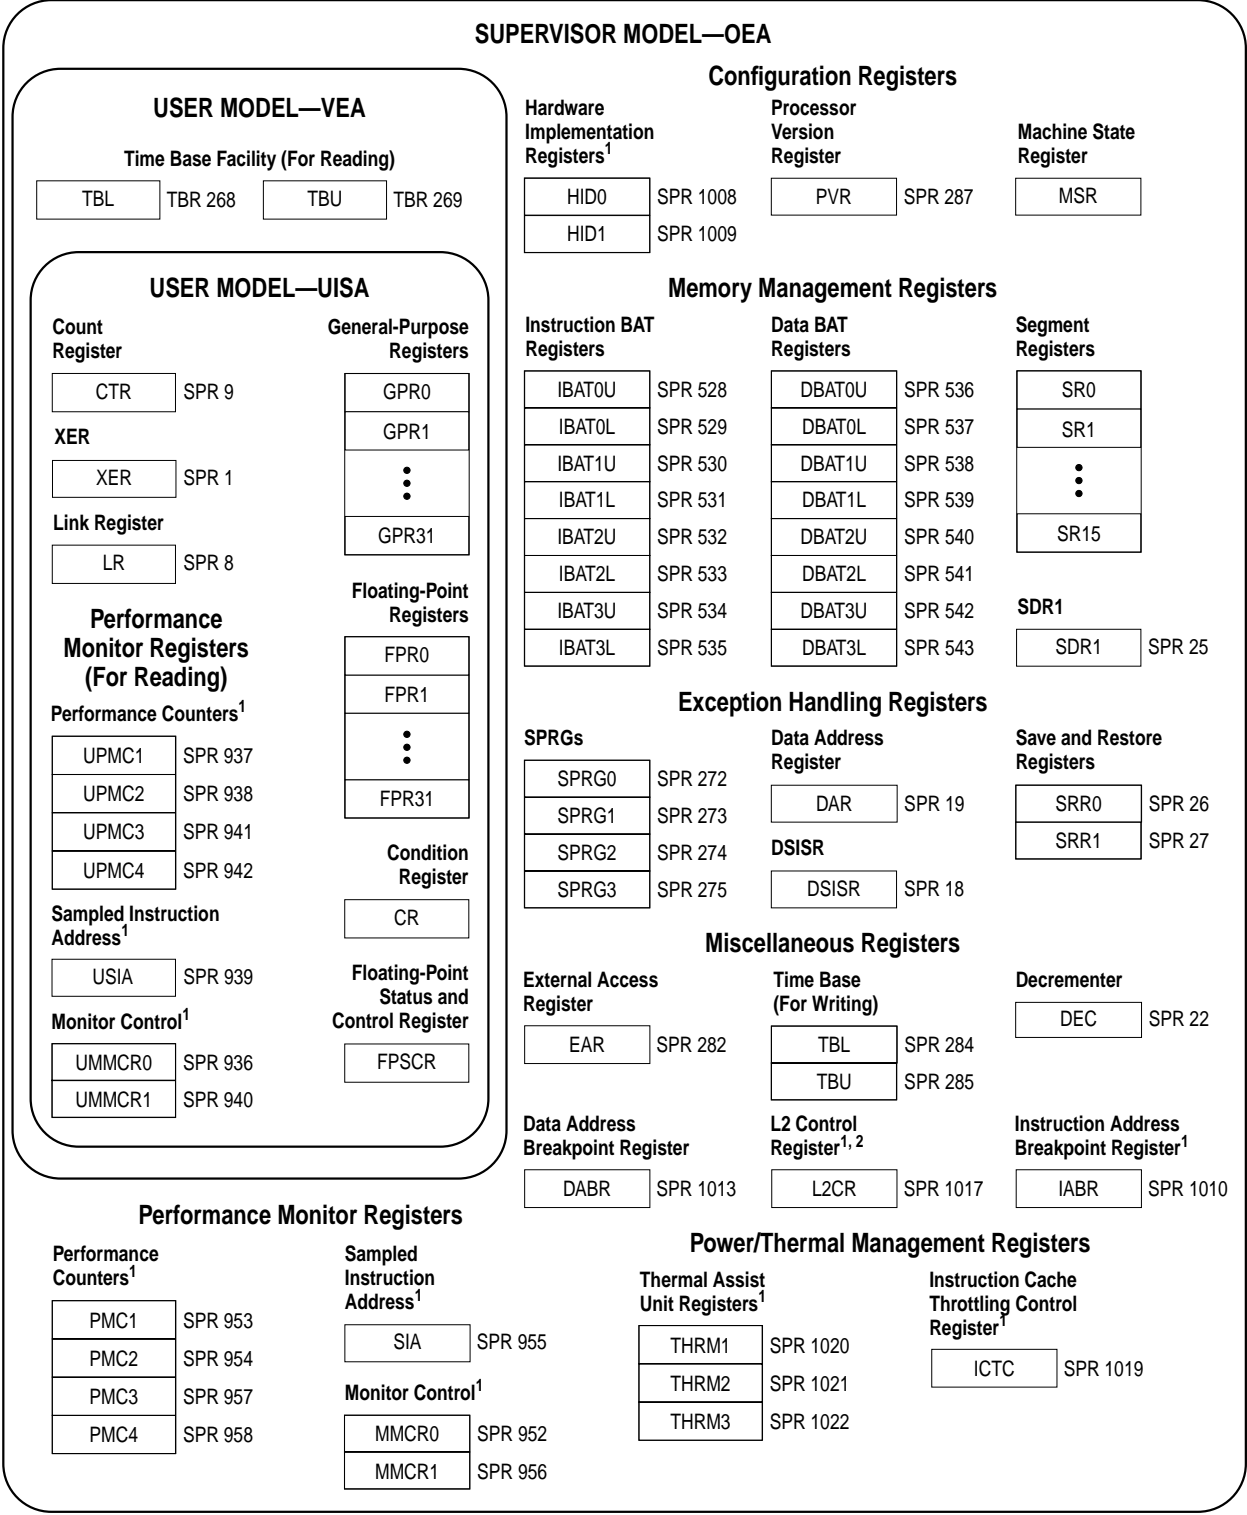 SUPERVISOR MODEL—OEA
USER MODEL—VEA
Time Base Facility (For Reading)
TBL TBR 268 TBU TBR 269
USER MODEL—UISA
Count
Register
CTR SPR 9
XER
XER SPR 1
Link Register
LR SPR 8
Performance
Monitor Registers
(For Reading)
Performance Counters1
UPMC1 SPR 937
UPMC2 SPR 938
UPMC3 SPR 941
UPMC4 SPR 942
Sampled Instruction
Address1
USIA SPR 939
Monitor Control1
UMMCR0 SPR 936
UMMCR1 SPR 940
General-Purpose
Registers
GPR0
GPR1
GPR31
Floating-Point
Registers
FPR0
FPR1
FPR31
Condition
Register
CR
Floating-Point
Status and
Control Register
FPSCR
Configuration Registers
Hardware
Implementation
Registers1
HID0 SPR 1008
HID1 SPR 1009
Processor
Version
Register
PVR SPR 287
Machine State
Register
MSR
Memory Management Registers
Instruction BAT
Registers
IBAT0U SPR 528
IBAT0L SPR 529
IBAT1U SPR 530
IBAT1L SPR 531
IBAT2U SPR 532
IBAT2L SPR 533
IBAT3U SPR 534
IBAT3L SPR 535
Data BAT
Registers
DBAT0U SPR 536
DBAT0L SPR 537
DBAT1U SPR 538
DBAT1L SPR 539
DBAT2U SPR 540
DBAT2L SPR 541
DBAT3U SPR 542
DBAT3L SPR 543
Segment
Registers
SR0
SR1
SR15
SDR1
SDR1 SPR 25
Exception Handling Registers
SPRGs
SPRG0 SPR 272
SPRG1 SPR 273
SPRG2 SPR 274
SPRG3 SPR 275
Data Address
Register
DAR SPR 19
DSISR
DSISR SPR 18
Save and Restore
Registers
SRR0 SPR 26
SRR1 SPR 27
Miscellaneous Registers
External Access
Register
EAR SPR 282
Time Base
(For Writing)
TBL SPR 284
TBU SPR 285
Decrementer
DEC SPR 22
Data Address
Breakpoint Register
DABR SPR 1013
L2 Control
Register1, 2
L2CR SPR 1017
Instruction Address
Breakpoint Register1
IABR SPR 1010
Performance Monitor Registers
Performance
Counters1
PMC1 SPR 953
PMC2 SPR 954
PMC3 SPR 957
PMC4 SPR 958
Sampled
Instruction
Address1
SIA SPR 955
Monitor Control1
MMCR0 SPR 952
MMCR1 SPR 956
Power/Thermal Management Registers
Thermal Assist
Unit Registers1
THRM1 SPR 1020
THRM2 SPR 1021
THRM3 SPR 1022
Instruction Cache
Throttling Control
Register1
ICTC SPR 1019